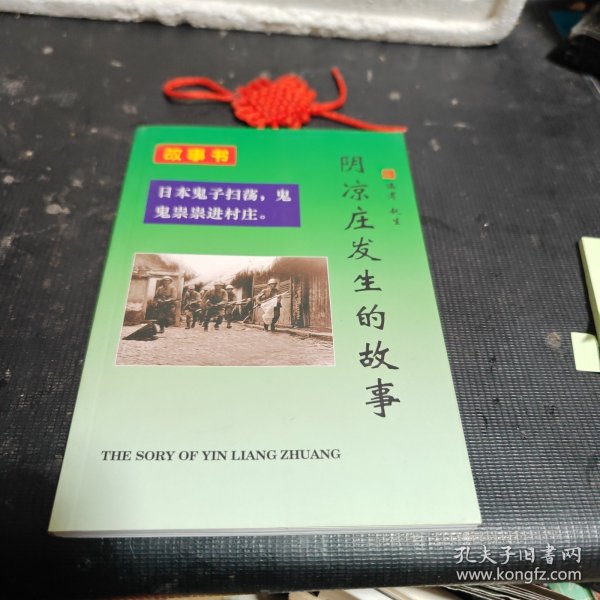 故事书
日本鬼子扫荡，鬼
鬼祟祟进村庄。
阴凉庄发生的故事
THE SORY OF YIN LIANG ZHUANG
孔夫子旧书网
www.kongfz.com